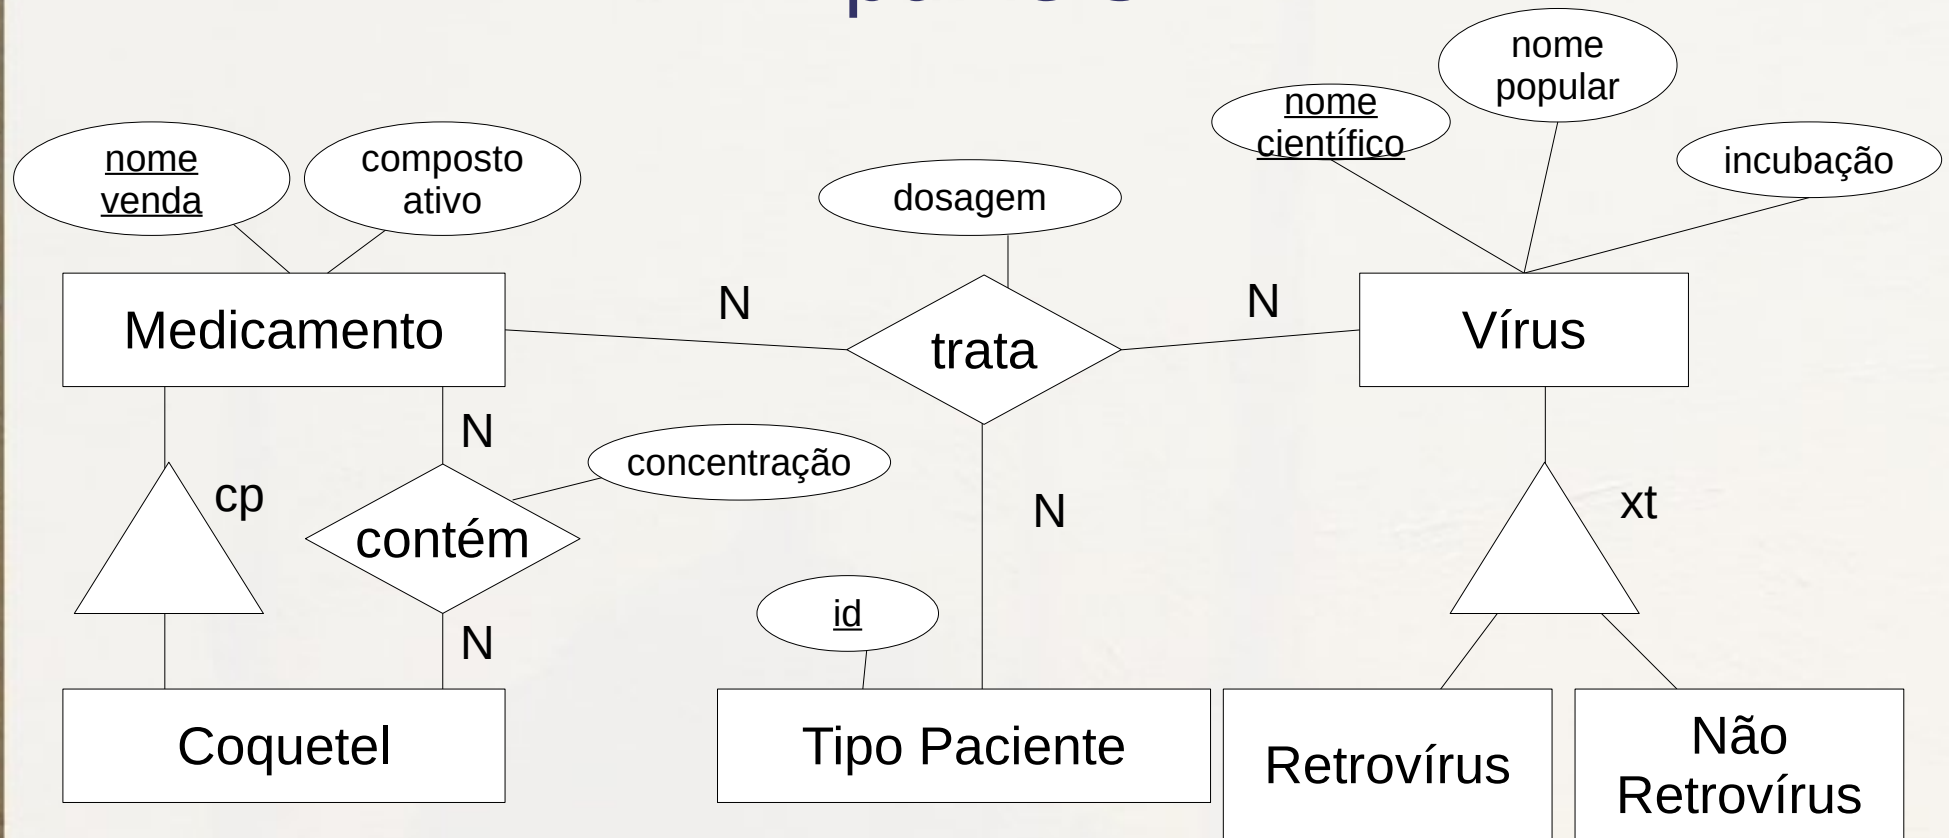 nome
popular
nome
científico
nome
venda
composto
ativo
incubação
dosagem
N
N
Medicamento
trata
Vírus
N
concentração
cp
N
xt
contém
id
N
Coquetel
Tipo Paciente
Retrovírus
Não
Retrovírus